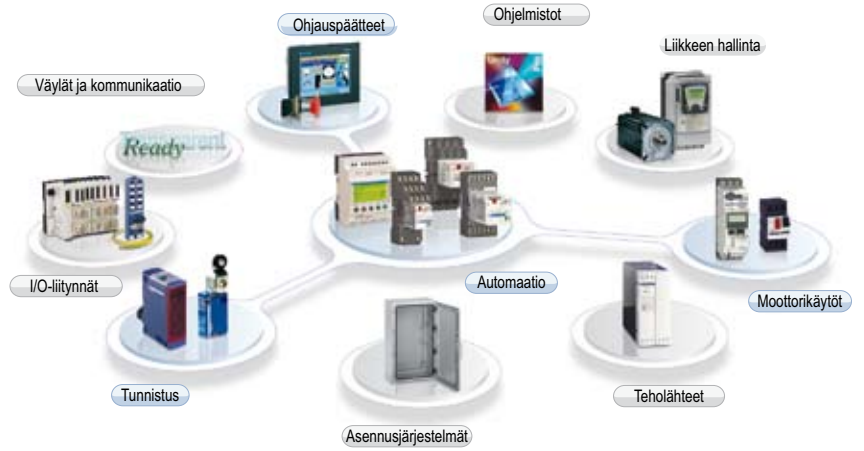 Ohjauspäätteet
Ohjelmistot
Liikkeen hallinta
Väylät ja kommunikaatio
Ready
I/O-liitynnät
Automaatio
Moottorikäytöt
Tunnistus
Teholähteet
Asennusjärjestelmät